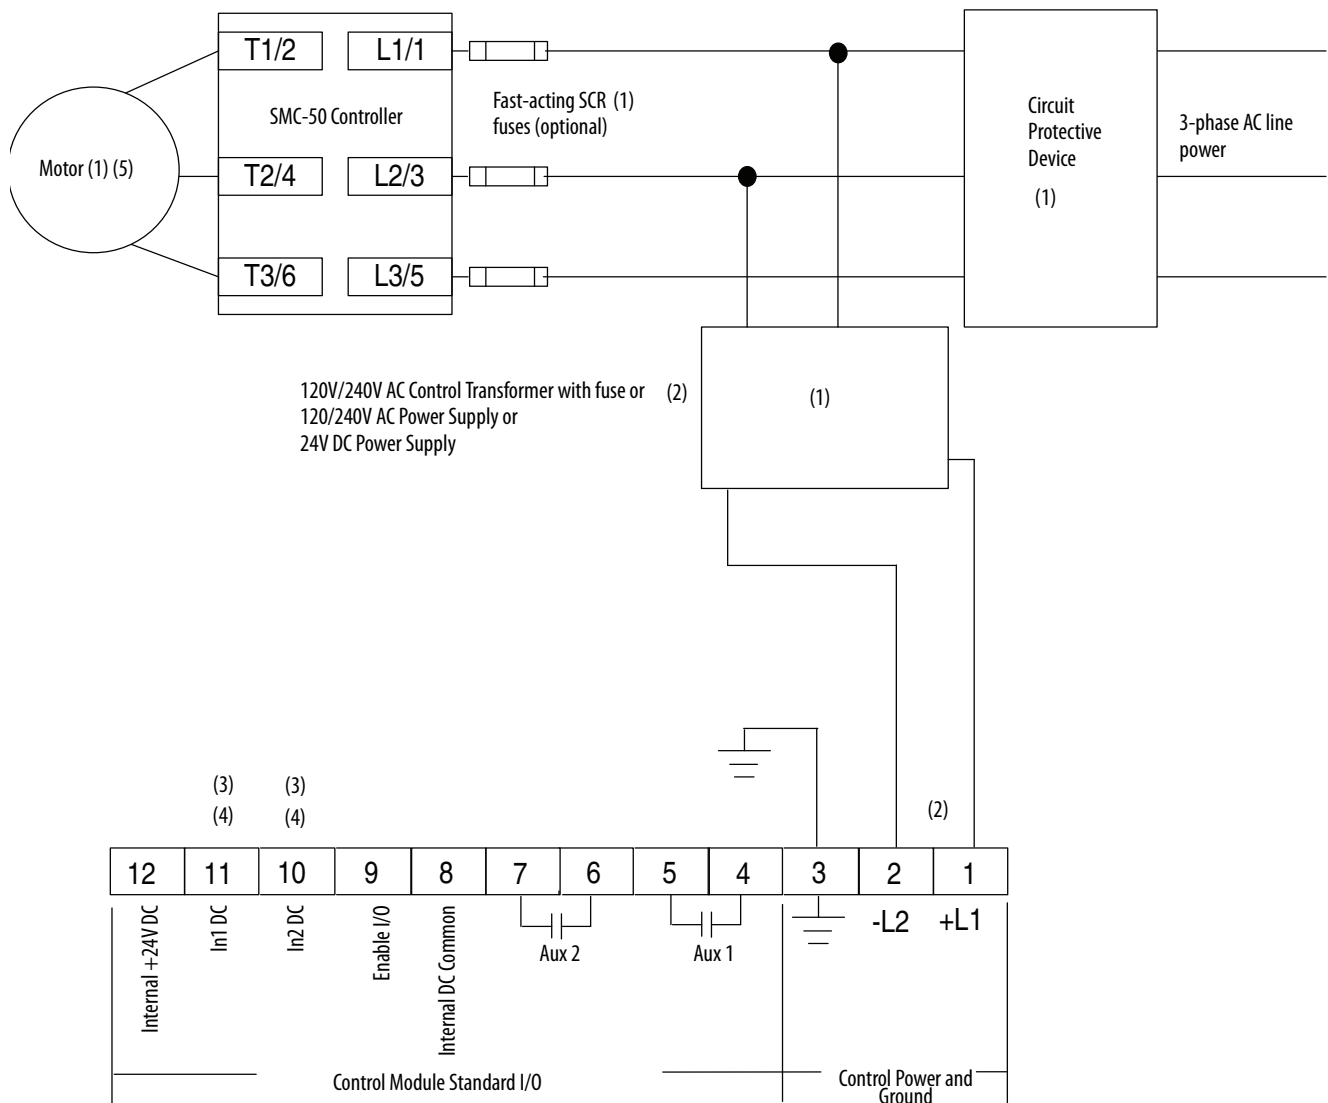 T1/2 L1/1
SMC-50 Controller
Fast-acting SCR (1)
fuses (optional)
Circuit
Protective
Device
(1)
3-phase AC line
power
Motor (1) (5)
T2/4 L2/3
T3/6 L3/5
120V/240V AC Control Transformer with fuse or (2)
120/240V AC Power Supply or
24V DC Power Supply
(1)
(3) (3)
(4) (4)
(2)
12 11 10 9 8 7 6 5 4 3 2 1
Internal +24V DC
In1 DC
In2 DC
Enable I/O
Internal DC Common
Aux 2
Aux 1
-L2 +L1
Control Module Standard I/O
Control Power and
Ground